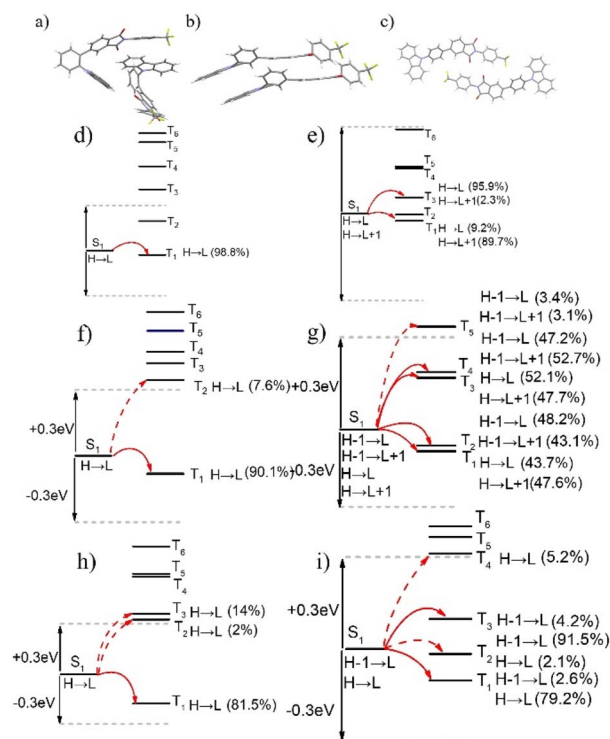 a)
b)
c)
d)
T₆
T₅
T₄
T₃
T₂
S₁
H→L
T₁ H→L (98.8%)
e)
T₆
T₅
T₄
H→L (95.9%)
T₃ H→L+1 (2.3%)
T₂
T₁ H→L (9.2%)
H→L+1 (89.7%)
S₁
H→L
H→L+1
f)
T₆
T₅
T₄
T₃
T₂ H→L (7.6%)
+0.3eV
S₁
H→L
-0.3eV
T₁ H→L (90.1%)
g)
H-1→L (3.4%)
T₅ H-1→L+1 (3.1%)
H-1→L (47.2%)
T₄ H-1→L+1 (52.7%)
T₃ H→L (52.1%)
H→L+1 (47.7%)
H-1→L (48.2%)
T₂ H-1→L+1 (43.1%)
T₁ H→L (43.7%)
H→L+1 (47.6%)
+0.3eV
S₁
H-1→L
H-1→L+1
H→L
H→L+1
-0.3eV
h)
T₆
T₅
T₄
T₃ H→L (14%)
T₂ H→L (2%)
+0.3eV
S₁
H→L
-0.3eV
T₁ H→L (81.5%)
i)
T₆
T₅
T₄ H→L (5.2%)
+0.3eV
S₁
H-1→L
H→L
-0.3eV
T₃ H-1→L (4.2%)
H-1→L (91.5%)
T₂ H→L (2.1%)
T₁ H-1→L (2.6%)
H→L (79.2%)